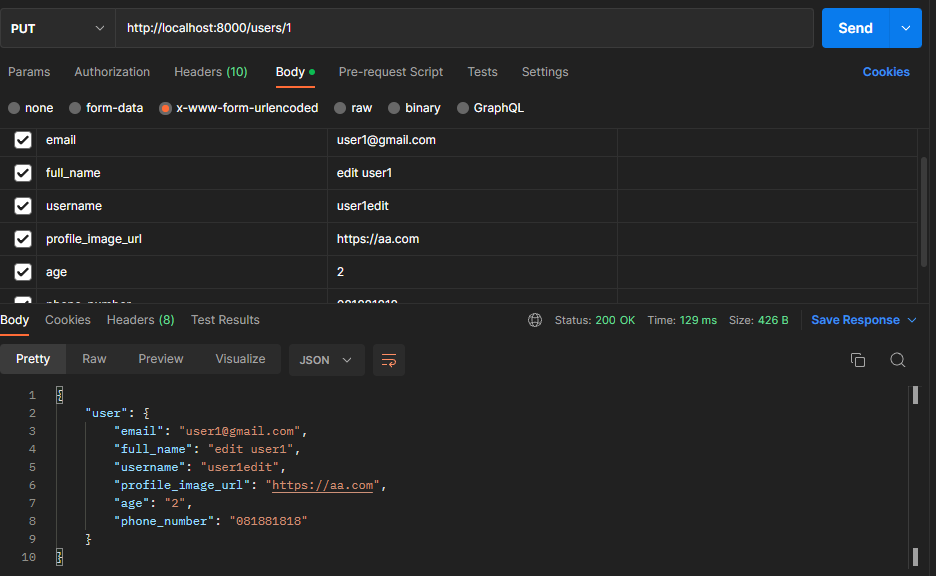 PUT http://localhost:8000/users/1 Send
Params Authorization Headers (10) Body Pre-request Script Tests Settings Cookies
none form-data x-www-form-urlencoded raw binary GraphQL
email user1@gmail.com
full_name edit user1
username user1edit
profile_image_url https://aa.com
age 2
phone_number 081881818
Body Cookies Headers (8) Test Results Status: 200 OK Time: 129 ms Size: 426 B Save Response
Pretty Raw Preview Visualize JSON
1 {
2 "user": {
3 "email": "user1@gmail.com",
4 "full_name": "edit user1",
5 "username": "user1edit",
6 "profile_image_url": "https://aa.com",
7 "age": "2",
8 "phone_number": "081881818"
9 }
10 }